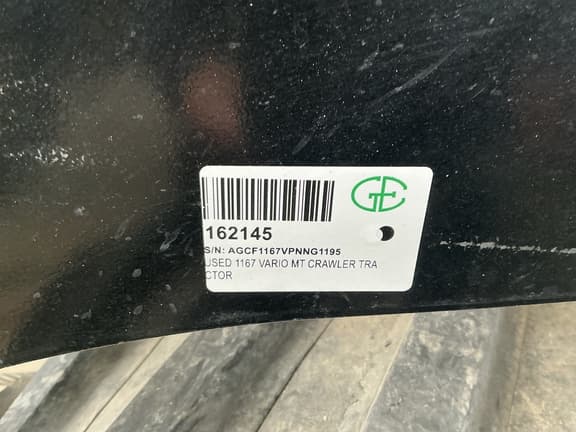 GE
162145
S/N: AGCF1167VPNNG1195
USED 1167 VARIO MT CRAWLER TRA
CTOR